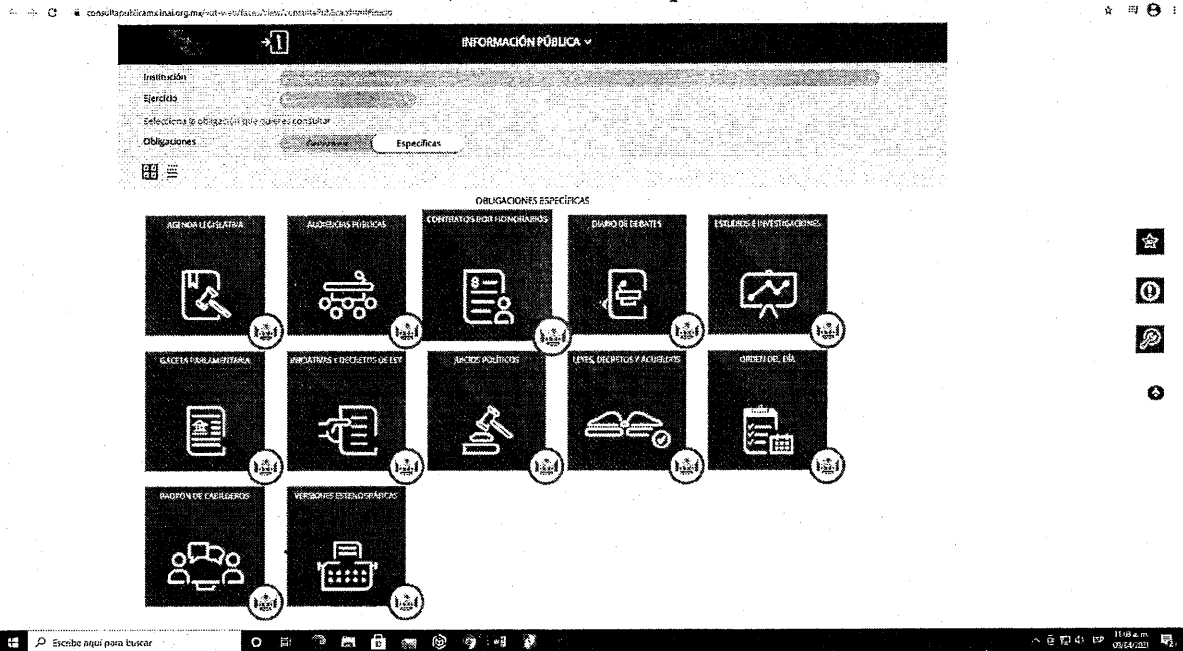 consultapublicamx.inai.org.mx/vut-web/faces/view/consultaPublica.xhtml#inicio
INFORMACIÓN PÚBLICA
Institución
Ejercicio
Selecciona la obligación que quieres consultar
Obligaciones
Específicas
OBLIGACIONES ESPECÍFICAS
AGENDA LEGISLATIVA
AUDIENCIAS PÚBLICAS
CONTRATOS POR HONORARIOS
DIARIO DE DEBATES
ESTUDIOS E INVESTIGACIONES
GACETA PARLAMENTARIA
INICIATIVAS Y DECRETOS DE LEY
JUICIOS POLÍTICOS
LEYES, DECRETOS Y ACUERDOS
ORDEN DEL DÍA
PADRÓN DE CABILDEROS
VERSIONES ESTENOGRÁFICAS
Escribe aquí para buscar
ESP
11:08 a.m.